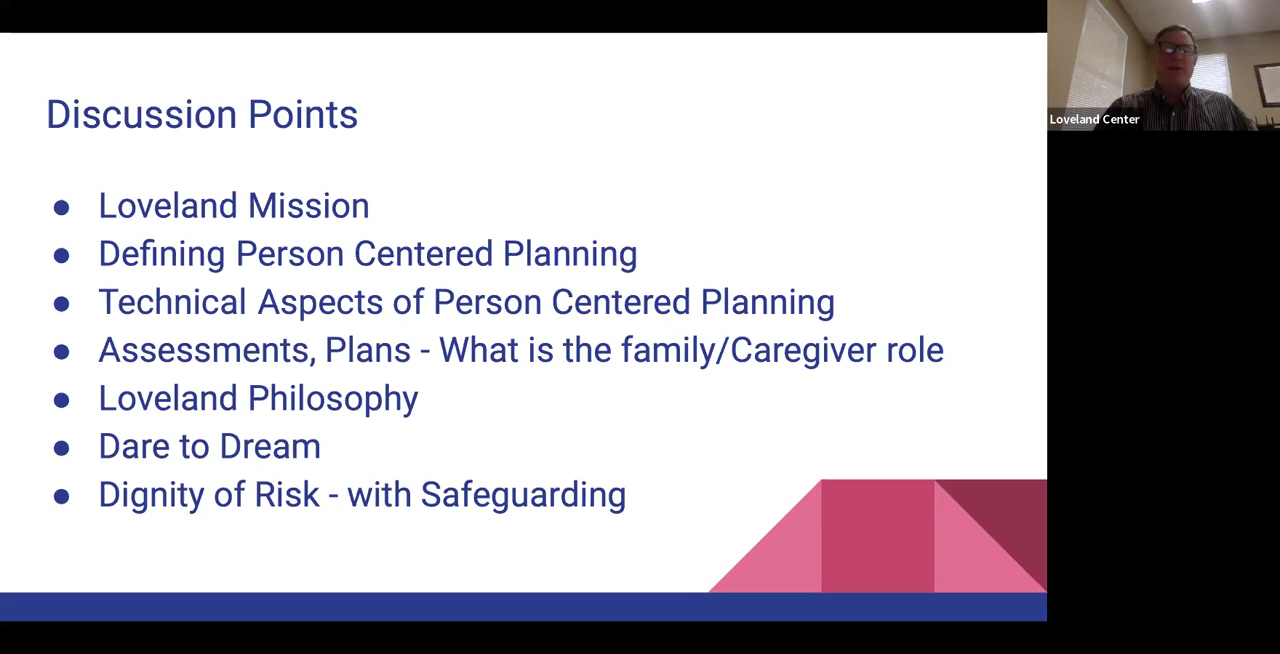 Discussion Points
● Loveland Mission
● Defining Person Centered Planning
● Technical Aspects of Person Centered Planning
● Assessments, Plans - What is the family/Caregiver role
● Loveland Philosophy
● Dare to Dream
● Dignity of Risk - with Safeguarding
Loveland Center